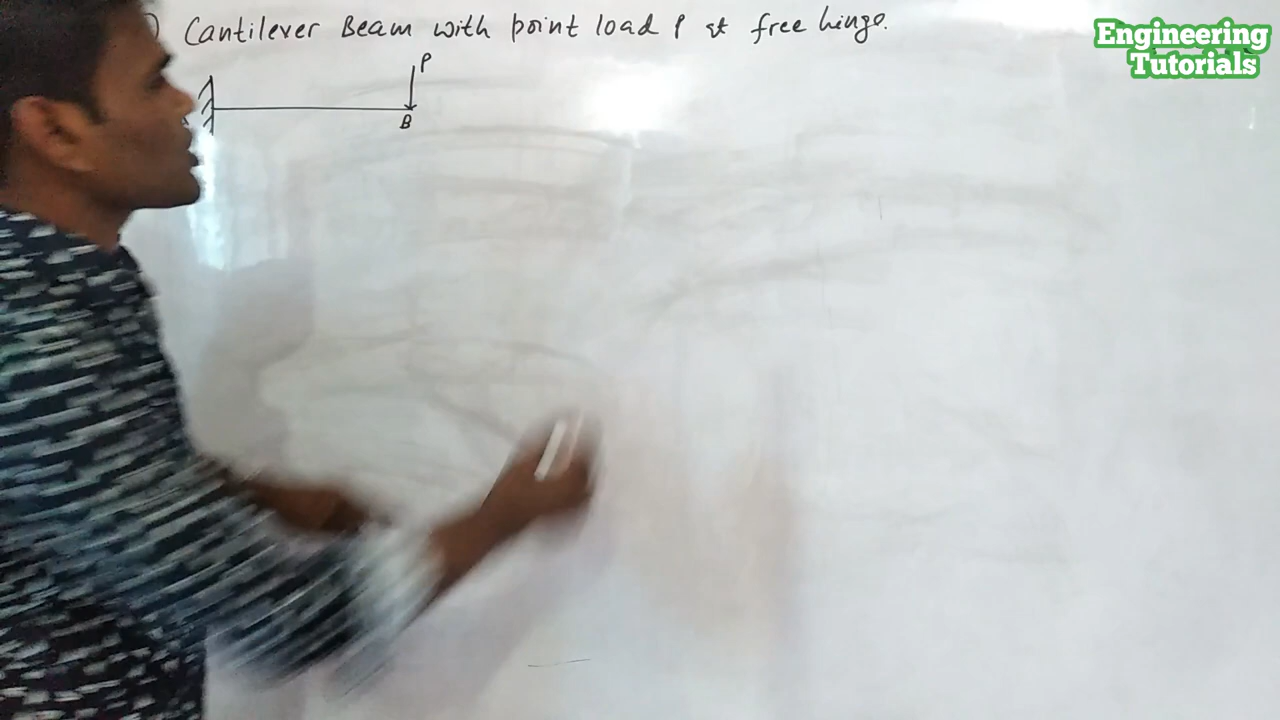 ) Cantilever Beam with point load P at free hinge.
P
B
Engineering
Tutorials